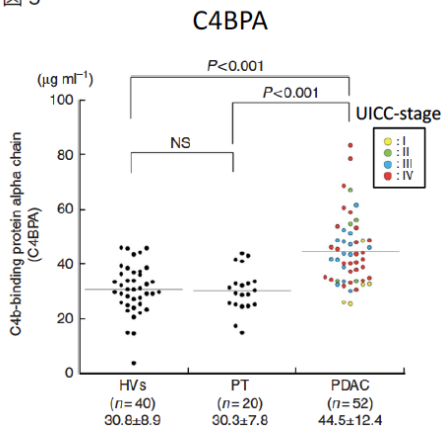 C4BPA
P<0.001
(μg ml⁻¹)
P<0.001
UICC-stage
: I
: II
: III
: IV
NS
100
80
60
40
20
0
C4b-binding protein alpha chain
(C4BPA)
HVs PT PDAC
(n=40) (n=20) (n=52)
30.8±8.9 30.3±7.8 44.5±12.4